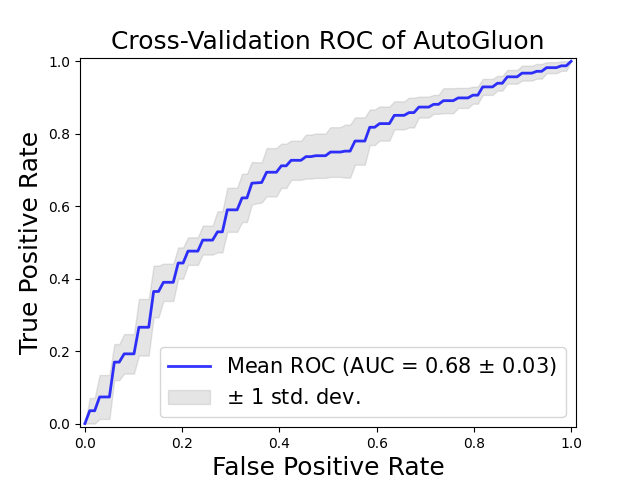 Cross-Validation ROC of AutoGluon
True Positive Rate
1.0
0.8
0.6
0.4
0.2
0.0
Mean ROC (AUC = 0.68 ± 0.03)
± 1 std. dev.
0.0 0.2 0.4 0.6 0.8 1.0
False Positive Rate